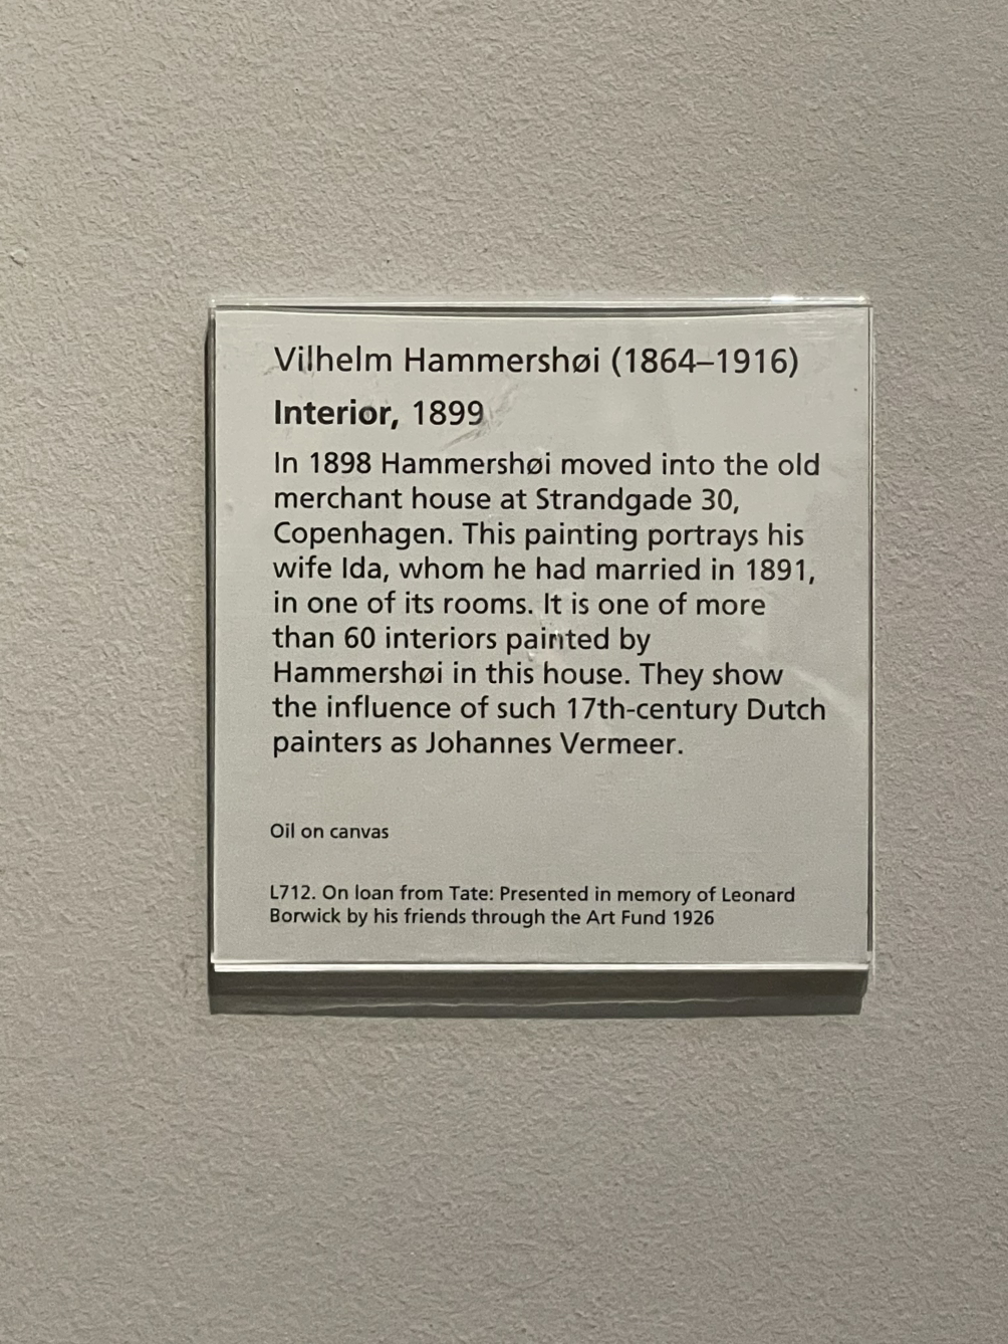 Vilhelm Hammershøi (1864–1916)
Interior, 1899
In 1898 Hammershøi moved into the old
merchant house at Strandgade 30,
Copenhagen. This painting portrays his
wife Ida, whom he had married in 1891,
in one of its rooms. It is one of more
than 60 interiors painted by
Hammershøi in this house. They show
the influence of such 17th-century Dutch
painters as Johannes Vermeer.
Oil on canvas
L712. On loan from Tate: Presented in memory of Leonard
Borwick by his friends through the Art Fund 1926